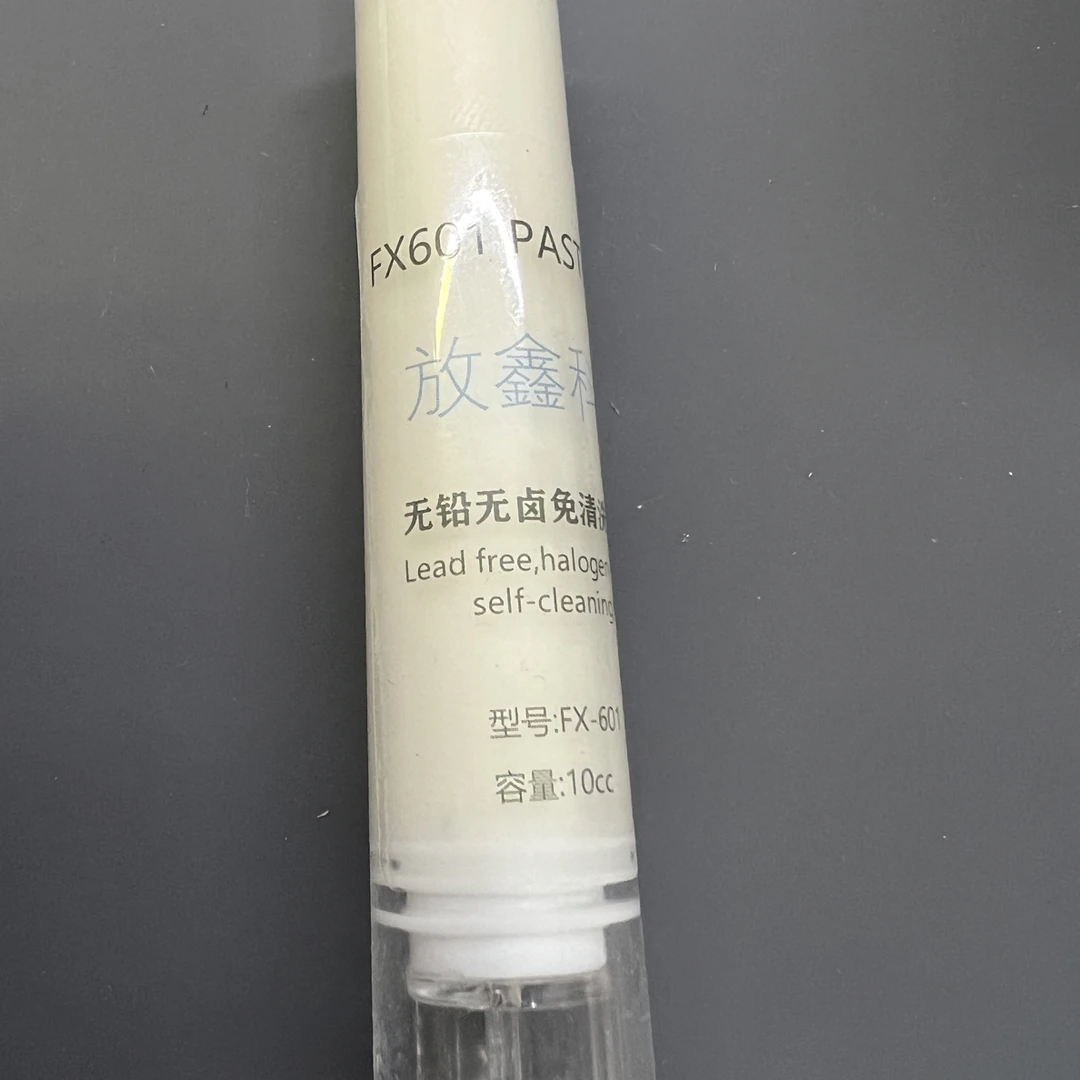 FX601 PAST
放鑫科
无铅无卤免清洗
Lead free,halogen
self-cleaning
型号:FX-601
容量:10cc